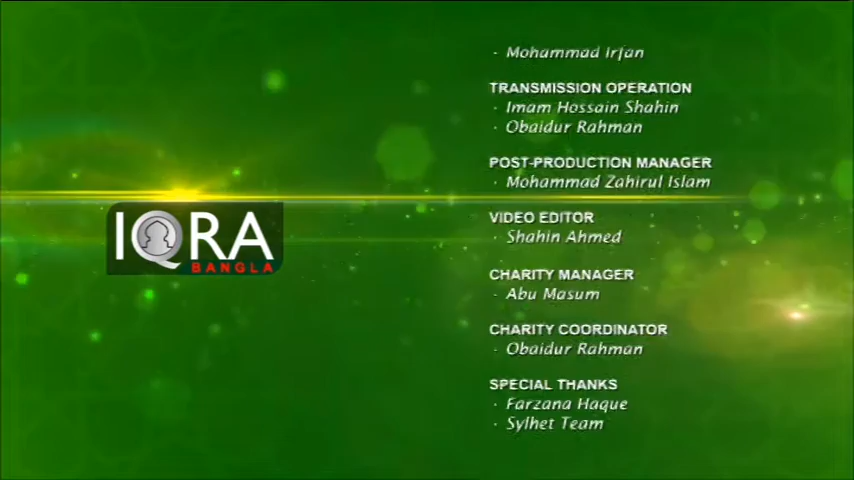 IQRA
BANGLA
· Mohammad Irfan
TRANSMISSION OPERATION
· Imam Hossain Shahin
· Obaidur Rahman
POST-PRODUCTION MANAGER
· Mohammad Zahirul Islam
VIDEO EDITOR
· Shahin Ahmed
CHARITY MANAGER
· Abu Masum
CHARITY COORDINATOR
· Obaidur Rahman
SPECIAL THANKS
· Farzana Haque
· Sylhet Team